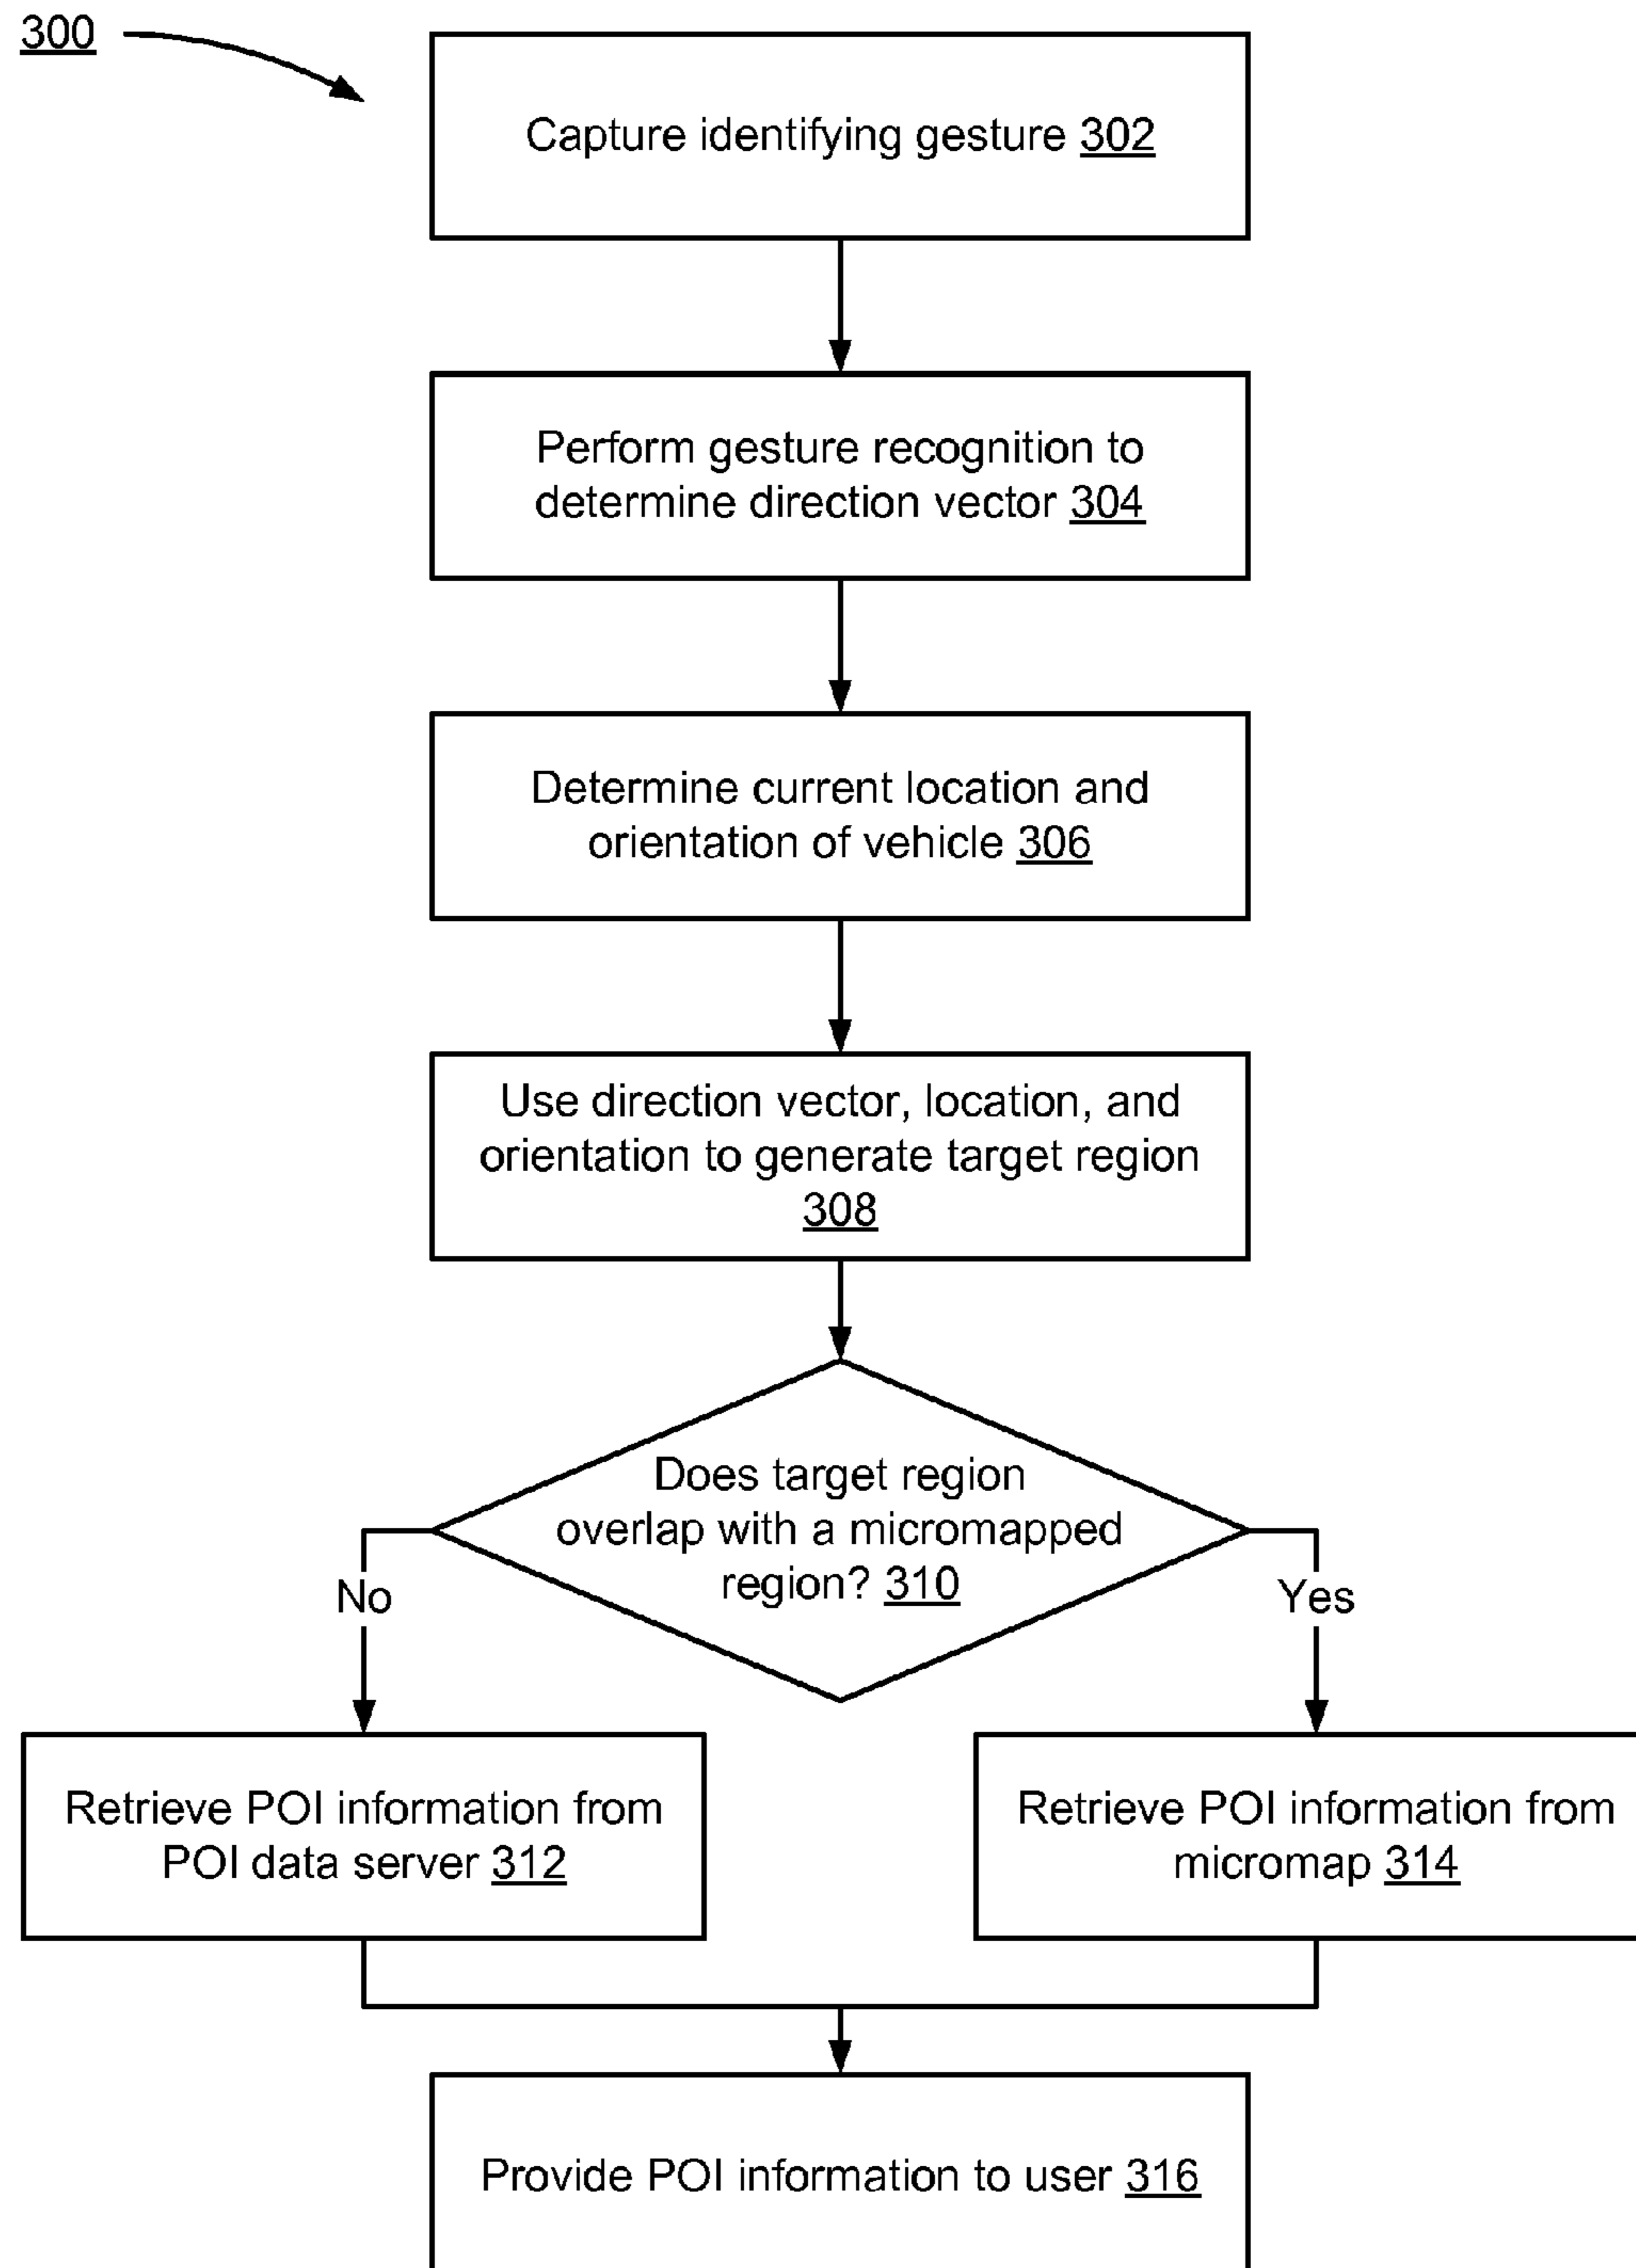 300
Capture identifying gesture 302
Perform gesture recognition to
determine direction vector 304
Determine current location and
orientation of vehicle 306
Use direction vector, location, and
orientation to generate target region
308
Does target region
overlap with a micromapped
region? 310
No
Yes
Retrieve POI information from
POI data server 312
Retrieve POI information from
micromap 314
Provide POI information to user 316